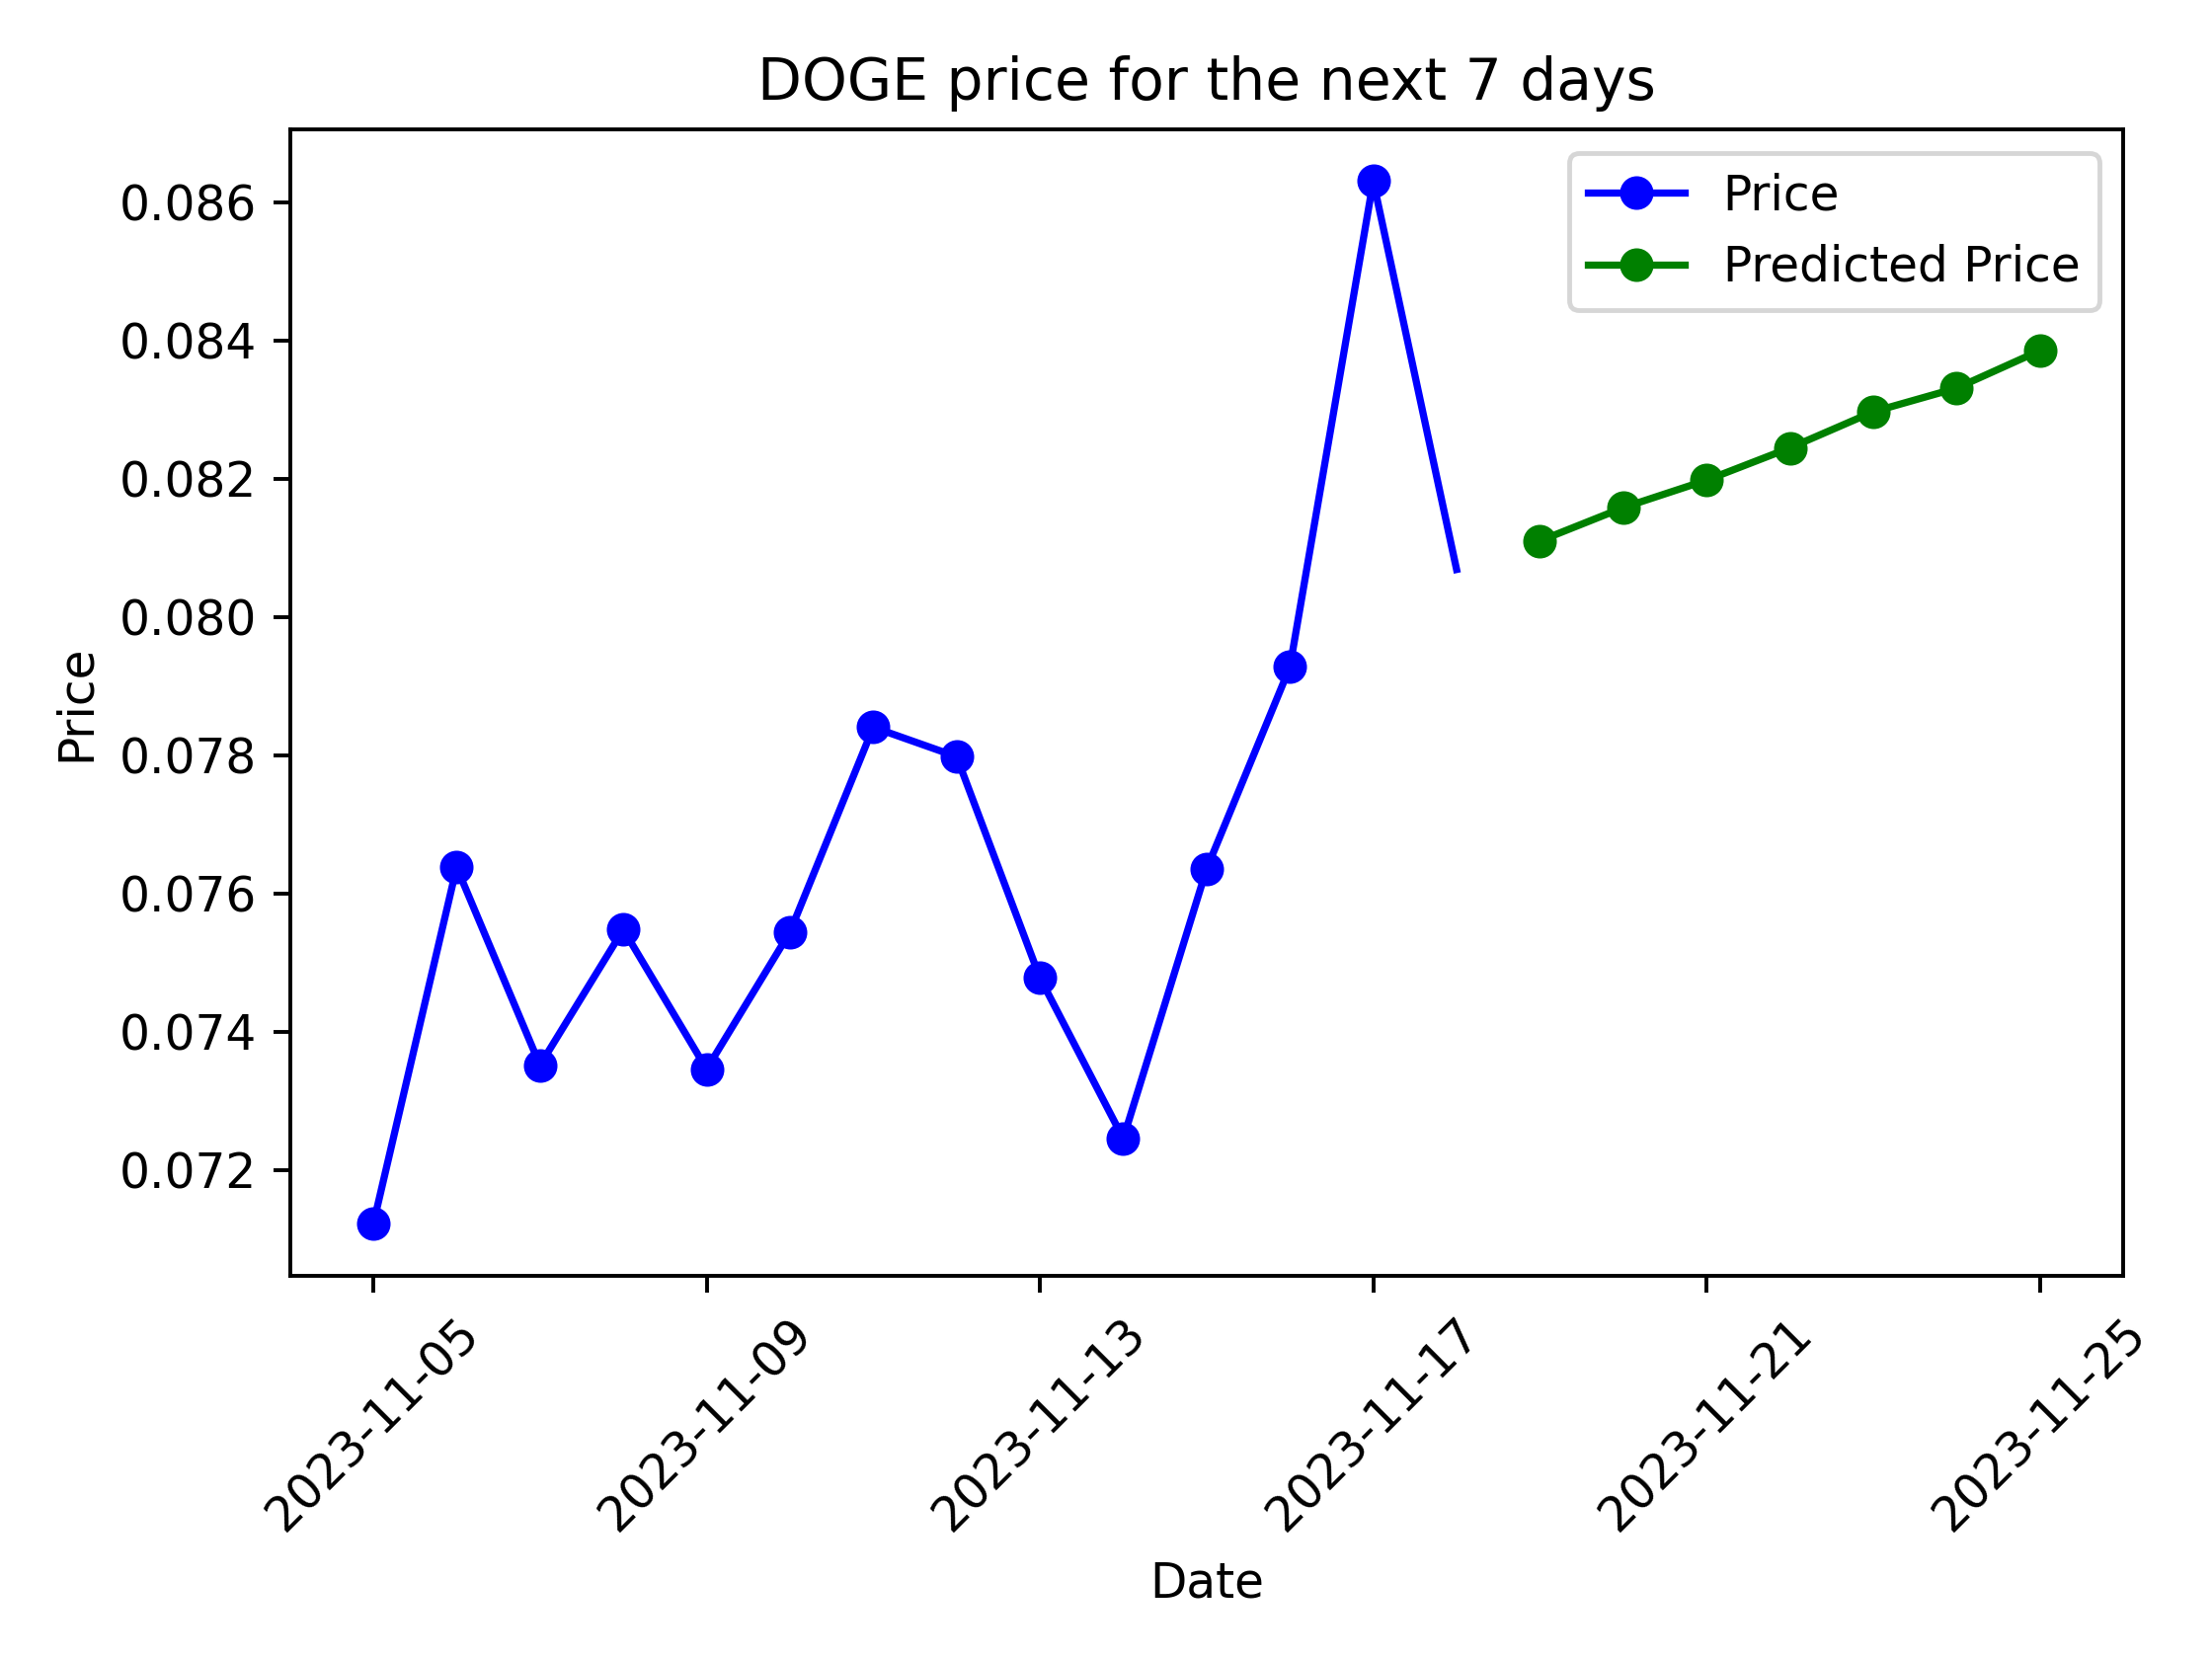 DOGE price for the next 7 days
Price
Predicted Price
0.086
0.084
0.082
0.080
0.078
0.076
0.074
0.072
Price
2023-11-05
2023-11-09
2023-11-13
2023-11-17
2023-11-21
2023-11-25
Date